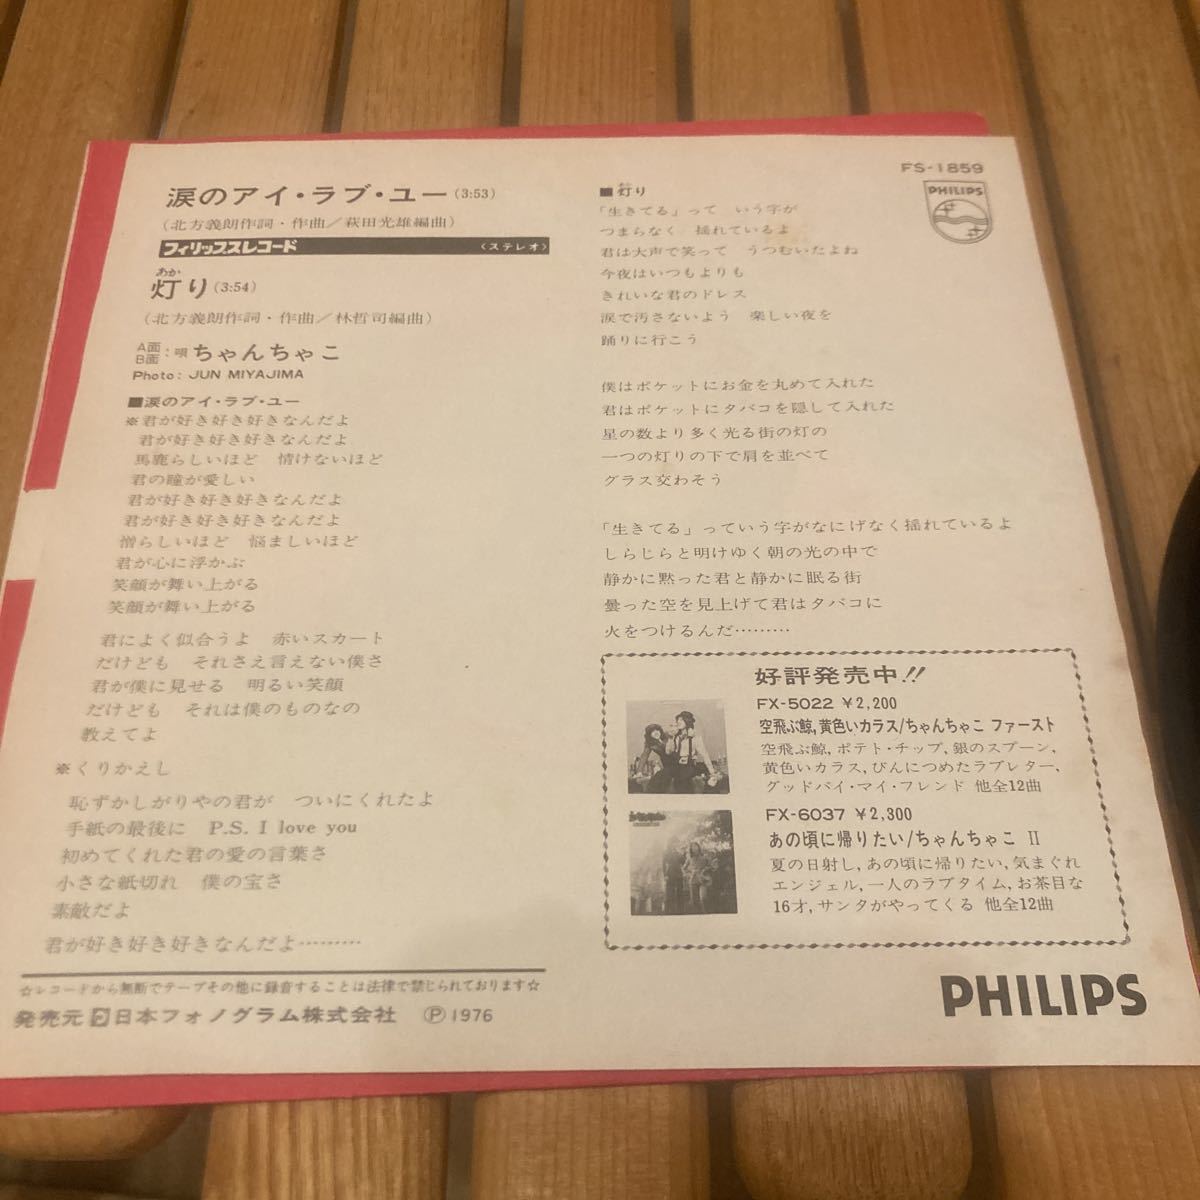 涙のアイ・ラブ・ユー(3:53)
(北方義朗作詞・作曲/萩田光雄編曲)
フィリップスレコード 〈ステレオ〉
あか
灯り(3:54)
(北方義朗作詞・作曲/林哲司編曲)
A面
B面:唄 ちゃんちゃこ
Photo: JUN MIYAJIMA
■涙のアイ・ラブ・ユー
※君が好き好き好きなんだよ
君が好き好き好きなんだよ
馬鹿らしいほど 情けないほど
君の瞳が愛しい
君が好き好き好きなんだよ
君が好き好き好きなんだよ
憎らしいほど 悩ましいほど
君が心に浮かぶ
笑顔が舞い上がる
笑顔が舞い上がる
君によく似合うよ 赤いスカート
だけども それさえ言えない僕さ
君が僕に見せる 明るい笑顔
だけども それは僕のものなの
教えてよ
※くりかえし
恥ずかしがりやの君が ついにくれたよ
手紙の最後に P.S. I love you
初めてくれた君の愛の言葉さ
小さな紙切れ 僕の宝さ
素敵だよ
君が好き好き好きなんだよ………
☆レコードから無断でテープその他に録音することは法律で禁じられております☆
発売元 日本フォノグラム株式会社 Ⓟ1976
FS-1859
PHILIPS
あか
■灯り
「生きてる」って いう字が
つまらなく 揺れているよ
君は大声で笑って うつむいたよね
今夜はいつもよりも
きれいな君のドレス
涙で汚さないよう 楽しい夜を
踊りに行こう
僕はポケットにお金を丸めて入れた
君はポケットにタバコを隠して入れた
星の数より多く光る街の灯の
一つの灯りの下で肩を並べて
グラス交わそう
「生きてる」っていう字がなにげなく揺れているよ
しらじらと明けゆく朝の光の中で
静かに黙った君と静かに眠る街
曇った空を見上げて君はタバコに
火をつけるんだ………
好評発売中!!
FX-5022 ¥2,200
空飛ぶ鯨,黄色いカラス/ちゃんちゃこ ファースト
空飛ぶ鯨,ポテト・チップ,銀のスプーン,
黄色いカラス,びんにつめたラブレター,
グッドバイ・マイ・フレンド 他全12曲
FX-6037 ¥2,300
あの頃に帰りたい/ちゃんちゃこ II
夏の日射し,あの頃に帰りたい,気まぐれ
エンジェル,一人のラブタイム,お茶目な
16才,サンタがやってくる 他全12曲
PHILIPS